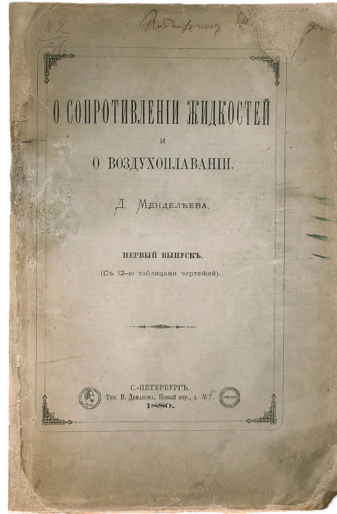 О СОПРОТИВЛЕНІИ ЖИДКОСТЕЙ
И
О ВОЗДУХОПЛАВАНІИ.
Д. МЕНДЕЛѢЕВА.
ПЕРВЫЙ ВЫПУСКЪ.
(Съ 12-ю таблицами чертежей).
С.-ПЕТЕРБУРГЪ.
Тип. В. Демакова, Новый пер., д. № 7
1880.